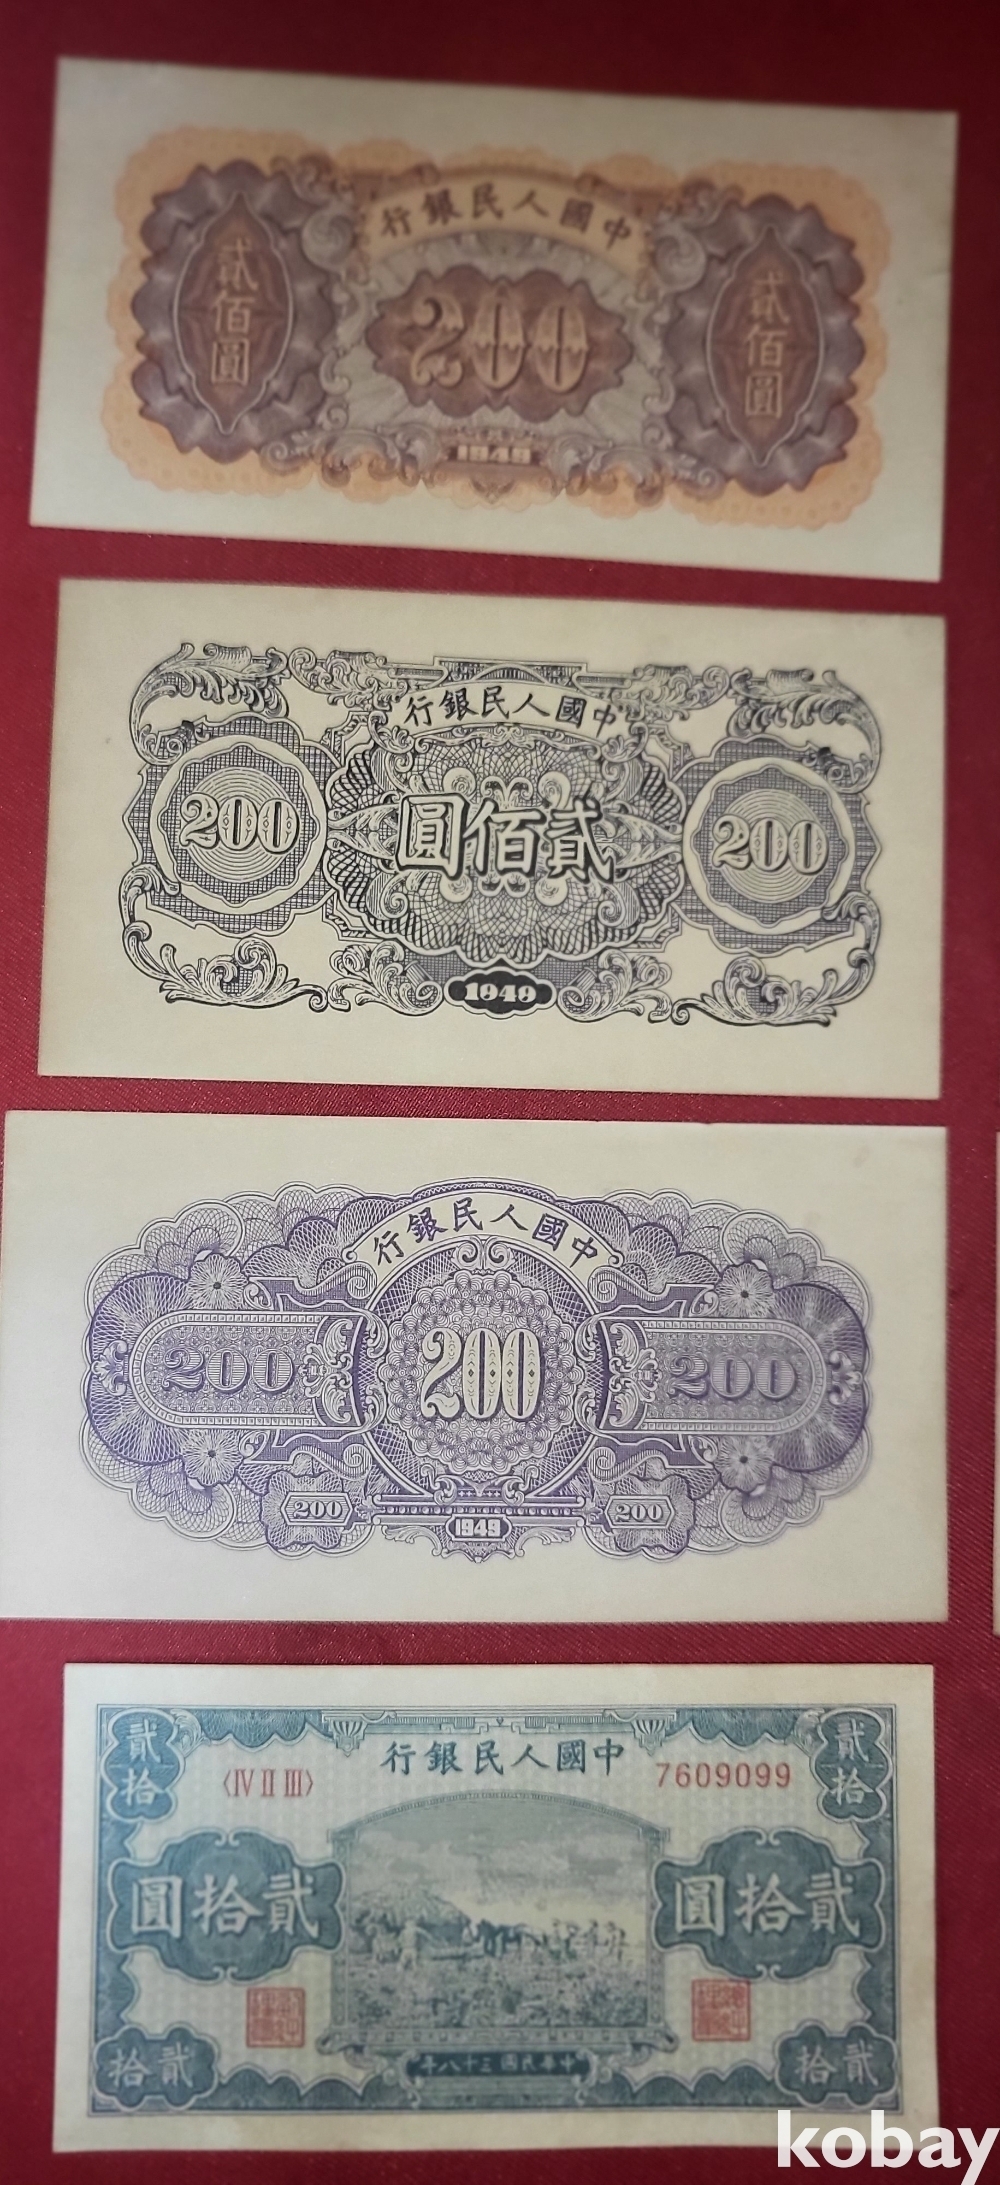 行銀民人國中
貳佰圓
200
貳佰圓
1949
行銀民人國中
200
圓佰貳
200
1949
行銀民人國中
200
200
200
200
1949
200
貳拾
行銀民人國中
貳拾
〈IV II III〉
7609099
圓拾貳
圓拾貳
拾貳
年八十三國民華中
拾貳
kobay